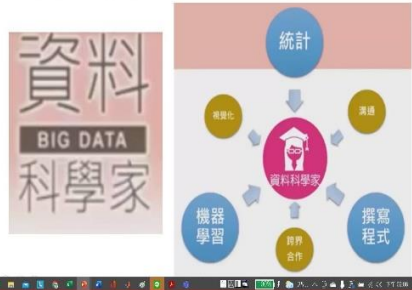 資料
BIG DATA
科學家
統計
視覺化
溝通
資料科學家
機器
學習
撰寫
程式
跨界
合作